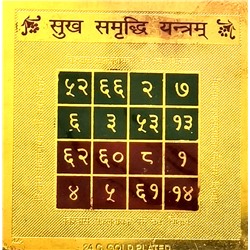 सुख समृद्धि यन्त्रम्
५२ ६६ २ ७
६ ३ ५३ १३
६२ ६० ८ १
४ ५ ६१ १४
24 C. GOLD PLATED